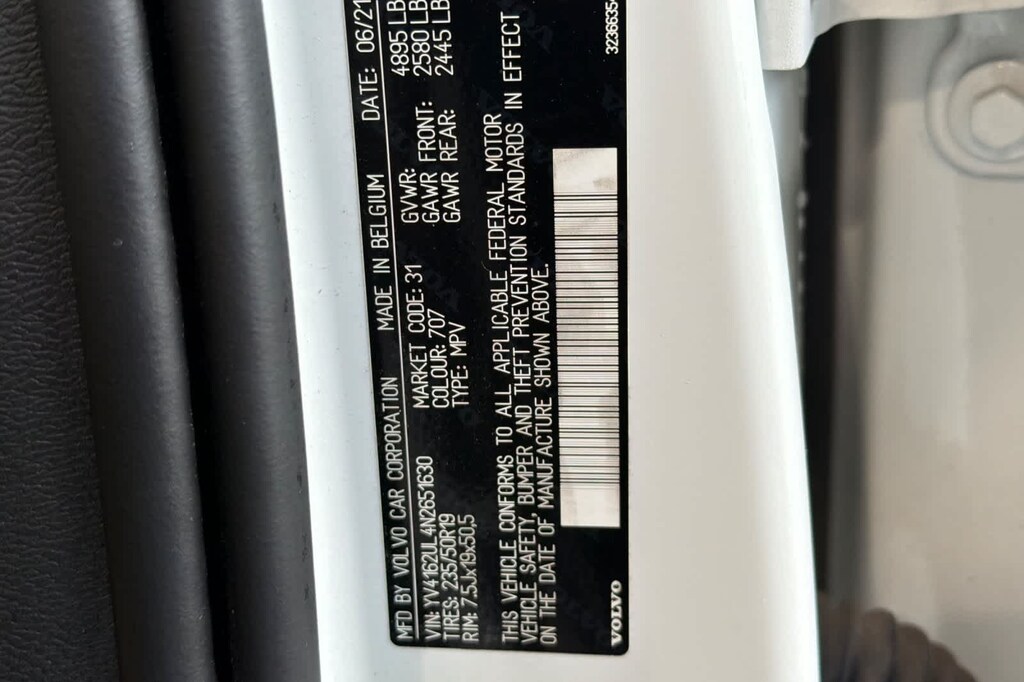 MFD BY VOLVO CAR CORPORATION MADE IN BELGIUM DATE: 06/21
VIN: YV4162UL4N2651630 MARKET CODE: 31 GVWR: 4895 LB
TIRES: 235/50R19 COLOUR: 707 GAWR FRONT: 2580 LB
RIM: 7.5Jx19x50,5 TYPE: MPV GAWR REAR: 2445 LB
THIS VEHICLE CONFORMS TO ALL APPLICABLE FEDERAL MOTOR
VEHICLE SAFETY, BUMPER AND THEFT PREVENTION STANDARDS IN EFFECT
ON THE DATE OF MANUFACTURE SHOWN ABOVE.
VOLVO 3236635